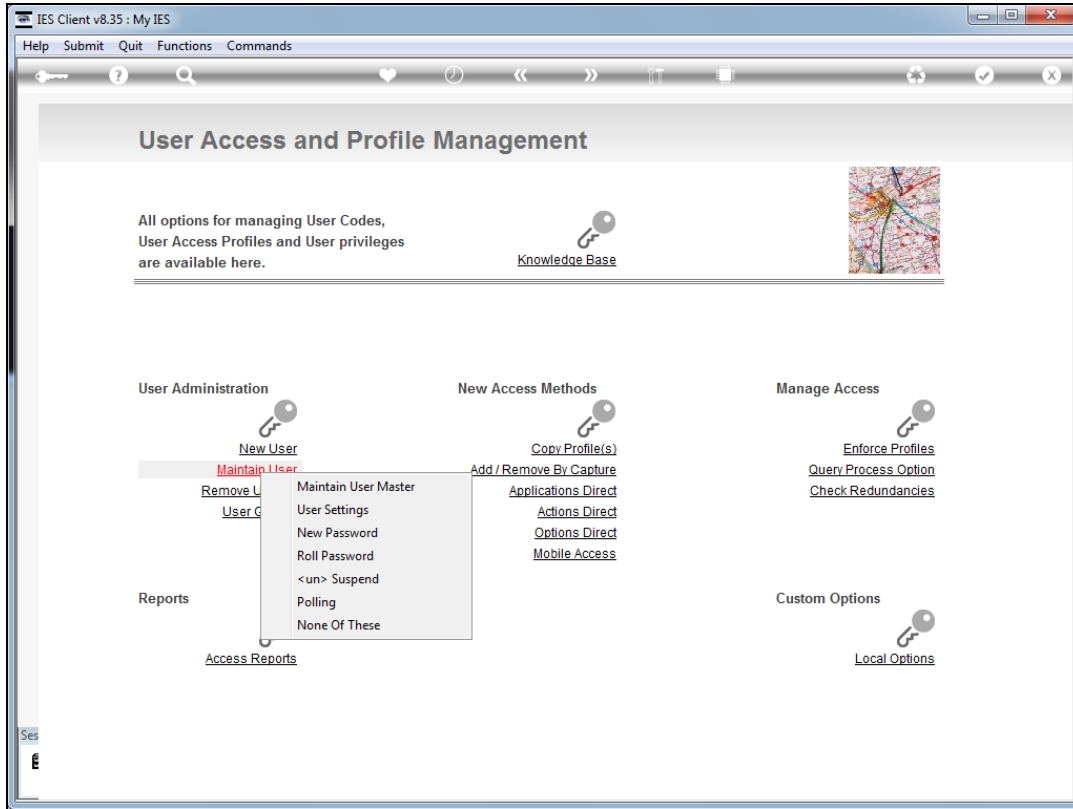 IES Client v8.35 : My IES
Help Submit Quit Functions Commands
User Access and Profile Management
All options for managing User Codes,
User Access Profiles and User privileges
are available here.
Knowledge Base
User Administration
New User
Maintain User
Remove U
User G
Maintain User Master
User Settings
New Password
Roll Password
<un> Suspend
Polling
None Of These
New Access Methods
Copy Profile(s)
Add / Remove By Capture
Applications Direct
Actions Direct
Options Direct
Mobile Access
Manage Access
Enforce Profiles
Query Process Option
Check Redundancies
Reports
Access Reports
Custom Options
Local Options
Ses